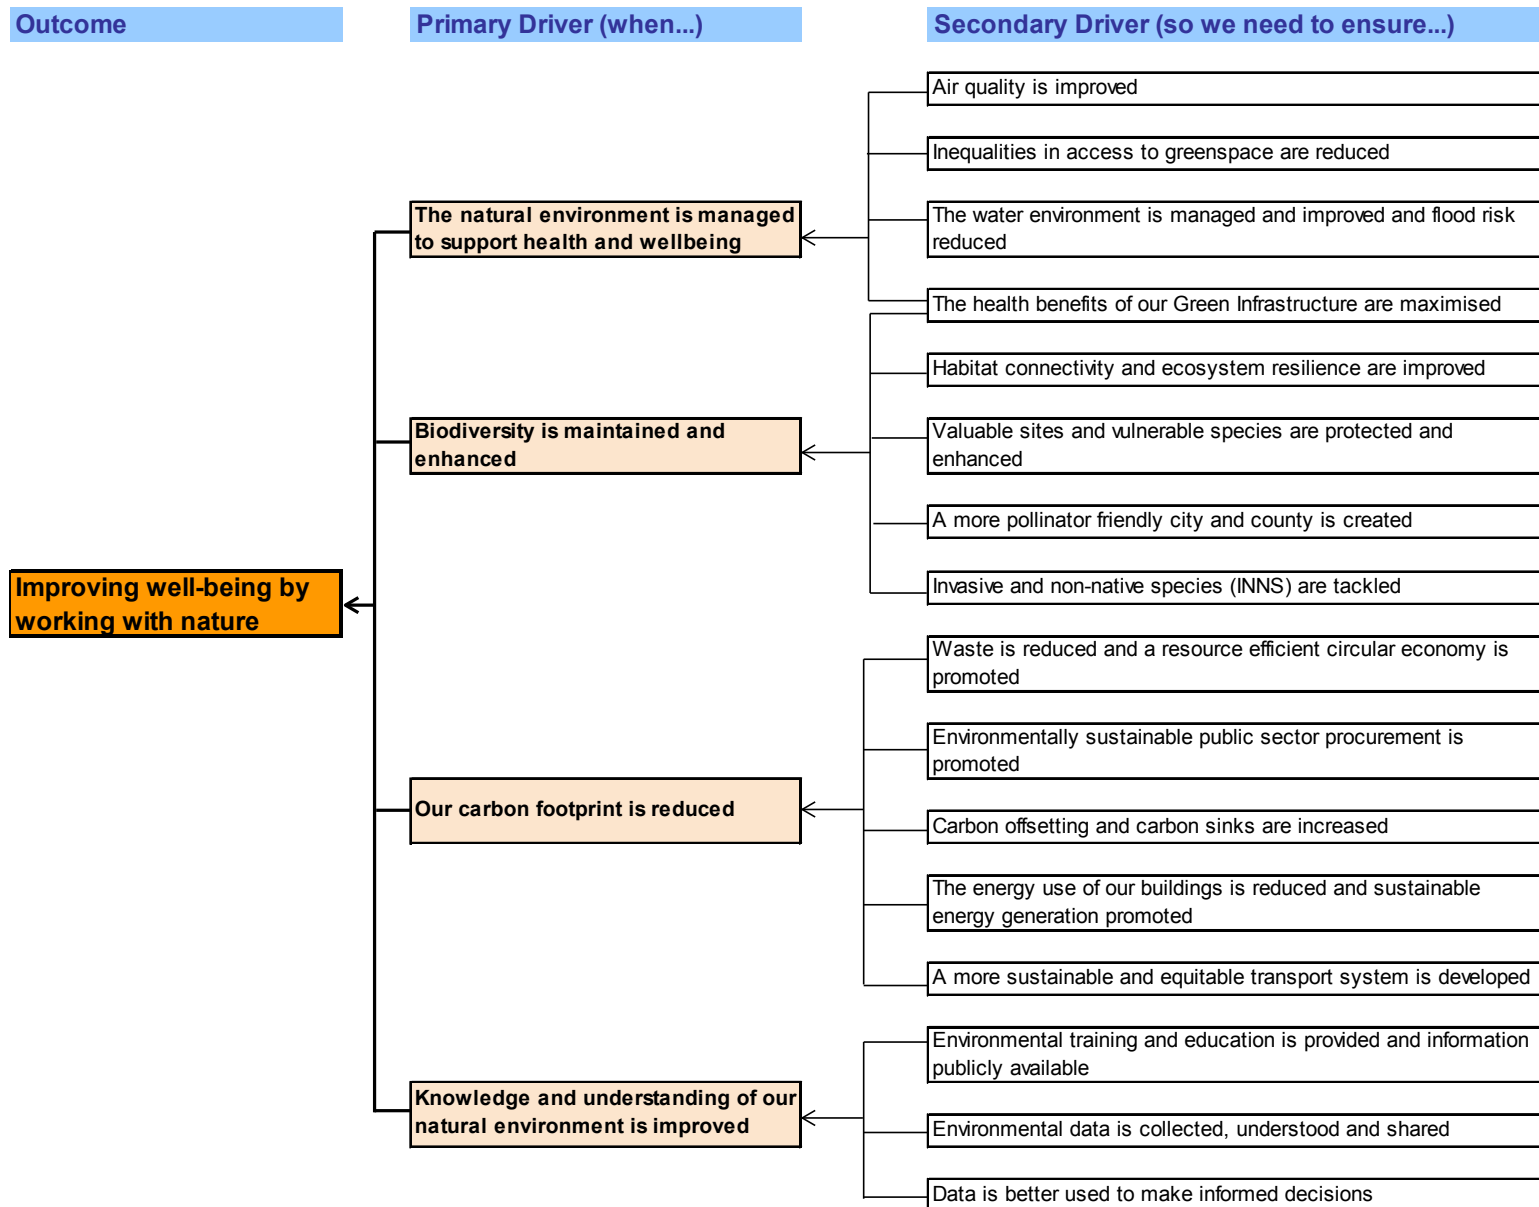 Outcome
Primary Driver (when...)
Secondary Driver (so we need to ensure...)
Improving well-being by
working with nature
The natural environment is managed
to support health and wellbeing
Biodiversity is maintained and
enhanced
Our carbon footprint is reduced
Knowledge and understanding of our
natural environment is improved
Air quality is improved
Inequalities in access to greenspace are reduced
The water environment is managed and improved and flood risk
reduced
The health benefits of our Green Infrastructure are maximised
Habitat connectivity and ecosystem resilience are improved
Valuable sites and vulnerable species are protected and
enhanced
A more pollinator friendly city and county is created
Invasive and non-native species (INNS) are tackled
Waste is reduced and a resource efficient circular economy is
promoted
Environmentally sustainable public sector procurement is
promoted
Carbon offsetting and carbon sinks are increased
The energy use of our buildings is reduced and sustainable
energy generation promoted
A more sustainable and equitable transport system is developed
Environmental training and education is provided and information
publicly available
Environmental data is collected, understood and shared
Data is better used to make informed decisions